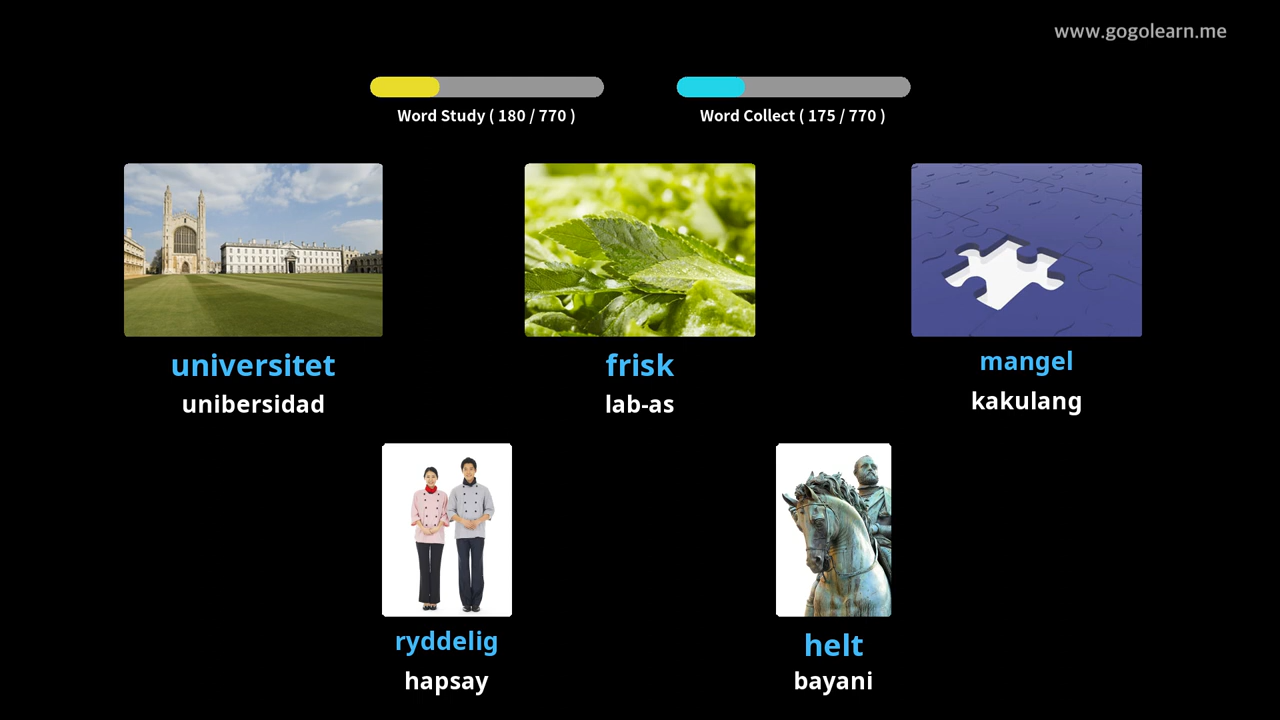 www.gogolearn.me
Word Study ( 180 / 770 )
Word Collect ( 175 / 770 )
universitet
unibersidad
frisk
lab-as
mangel
kakulang
ryddelig
hapsay
helt
bayani